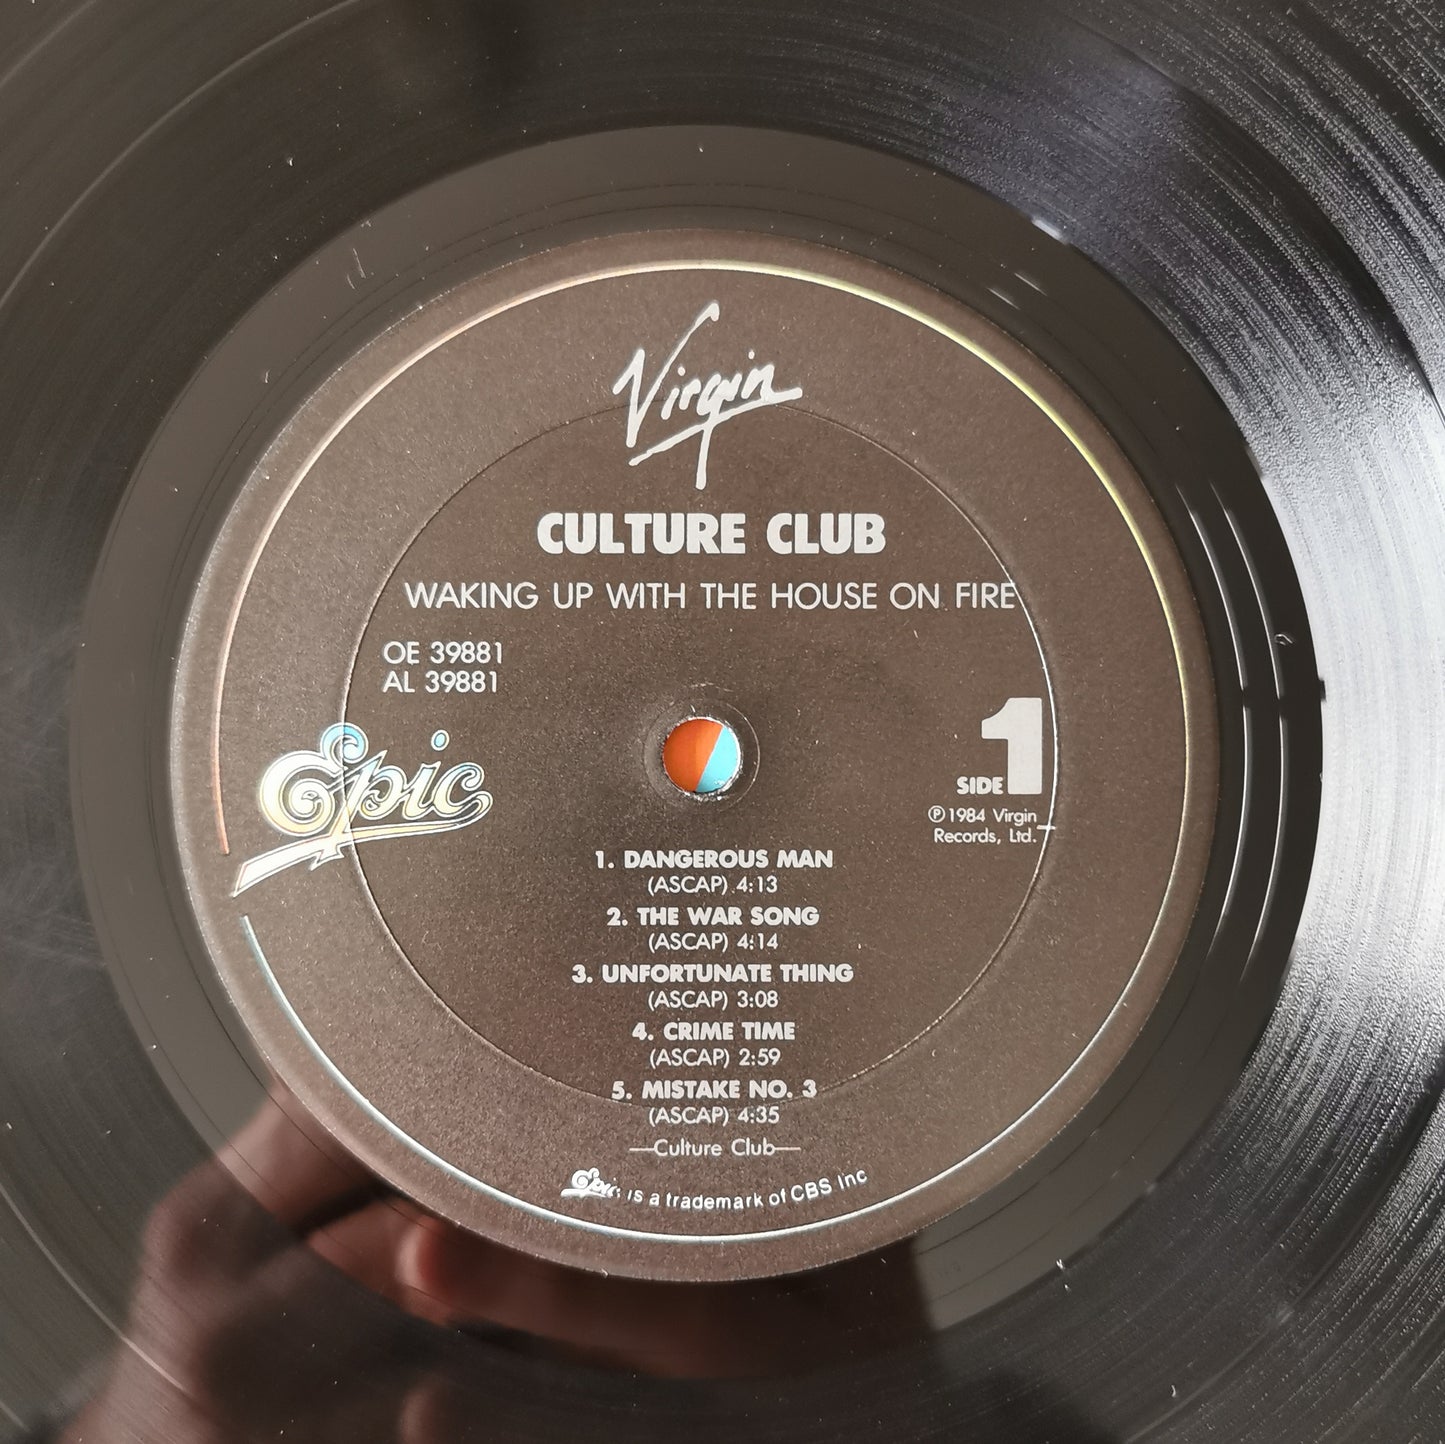 Virgin
CULTURE CLUB
WAKING UP WITH THE HOUSE ON FIRE
OE 39881
AL 39881
Epic
SIDE 1
℗ 1984 Virgin
Records, Ltd.
1. DANGEROUS MAN
(ASCAP) 4:13
2. THE WAR SONG
(ASCAP) 4:14
3. UNFORTUNATE THING
(ASCAP) 3:08
4. CRIME TIME
(ASCAP) 2:59
5. MISTAKE NO. 3
(ASCAP) 4:35
—Culture Club—
Epic is a trademark of CBS Inc